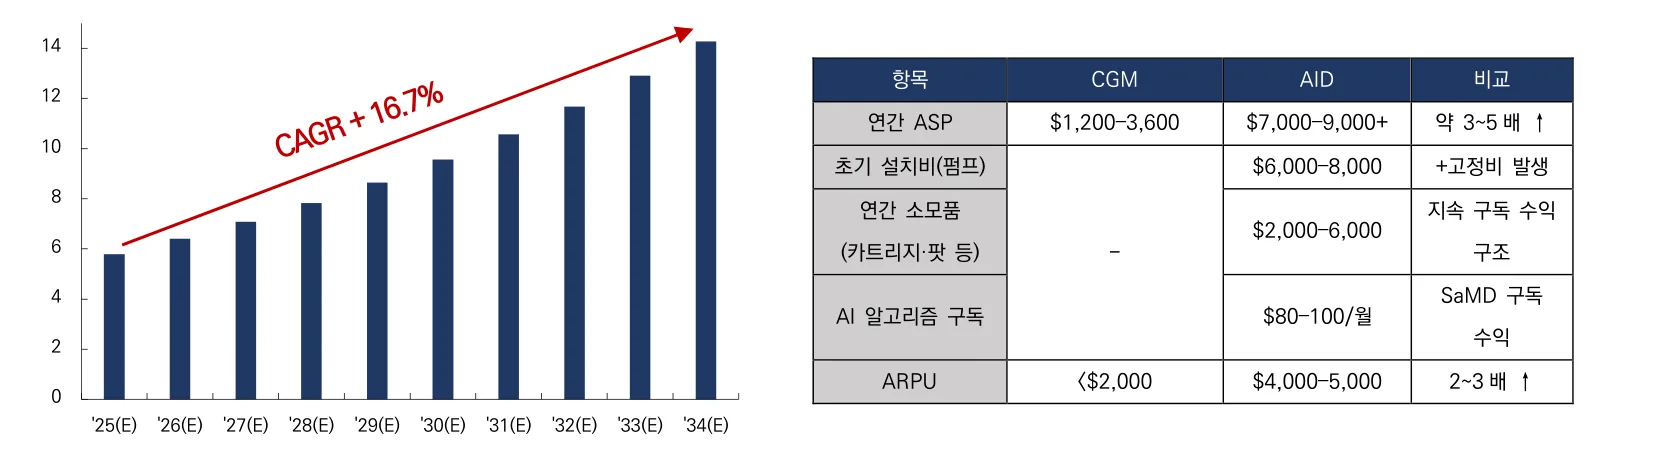 14
12
10
8
6
4
2
0
CAGR + 16.7%
'25(E) '26(E) '27(E) '28(E) '29(E) '30(E) '31(E) '32(E) '33(E) '34(E)
항목 CGM AID 비교
연간 ASP $1,200–3,600 $7,000–9,000+ 약 3~5배 ↑
초기 설치비(펌프) $6,000–8,000 +고정비 발생
연간 소모품
(카트리지·팟 등)
–
$2,000–6,000
지속 구독 수익
구조
AI 알고리즘 구독 $80–100/월
SaMD 구독
수익
ARPU <$2,000 $4,000–5,000 2~3배 ↑